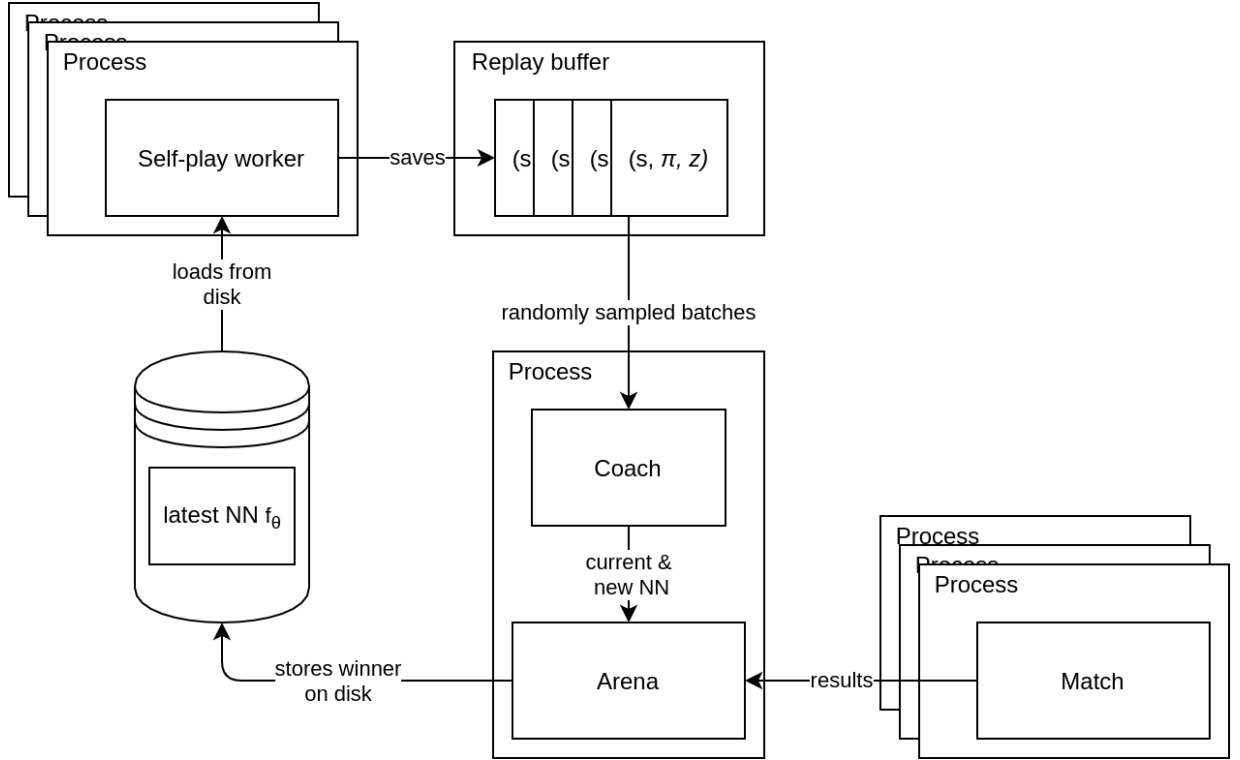 Process
Process
Process
Self-play worker
saves
Replay buffer
(s
(s
(s
(s, π, z)
loads from
disk
randomly sampled batches
Process
Coach
latest NN fθ
current &
new NN
Process
Process
Process
stores winner
on disk
Arena
results
Match